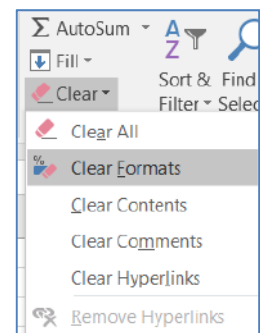 AutoSum
Fill
Clear
Sort & Find
Filter Selec
Clear All
Clear Formats
Clear Contents
Clear Comments
Clear Hyperlinks
Remove Hyperlinks